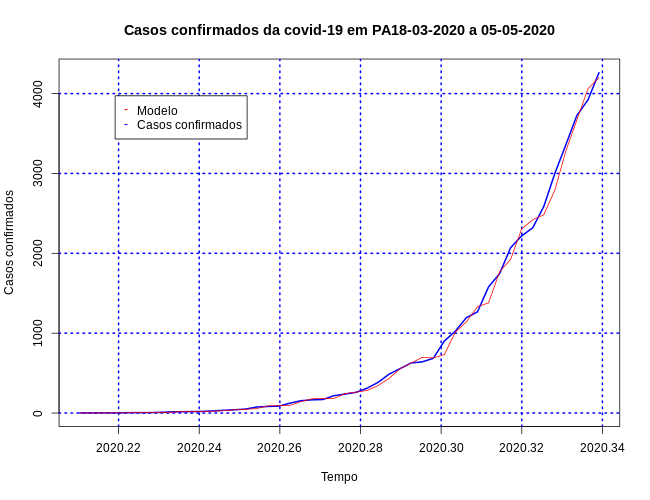 Casos confirmados da covid-19 em PA18-03-2020 a 05-05-2020
Casos confirmados
4000
3000
2000
1000
0
- Modelo
- Casos confirmados
2020.22 2020.24 2020.26 2020.28 2020.30 2020.32 2020.34
Tempo